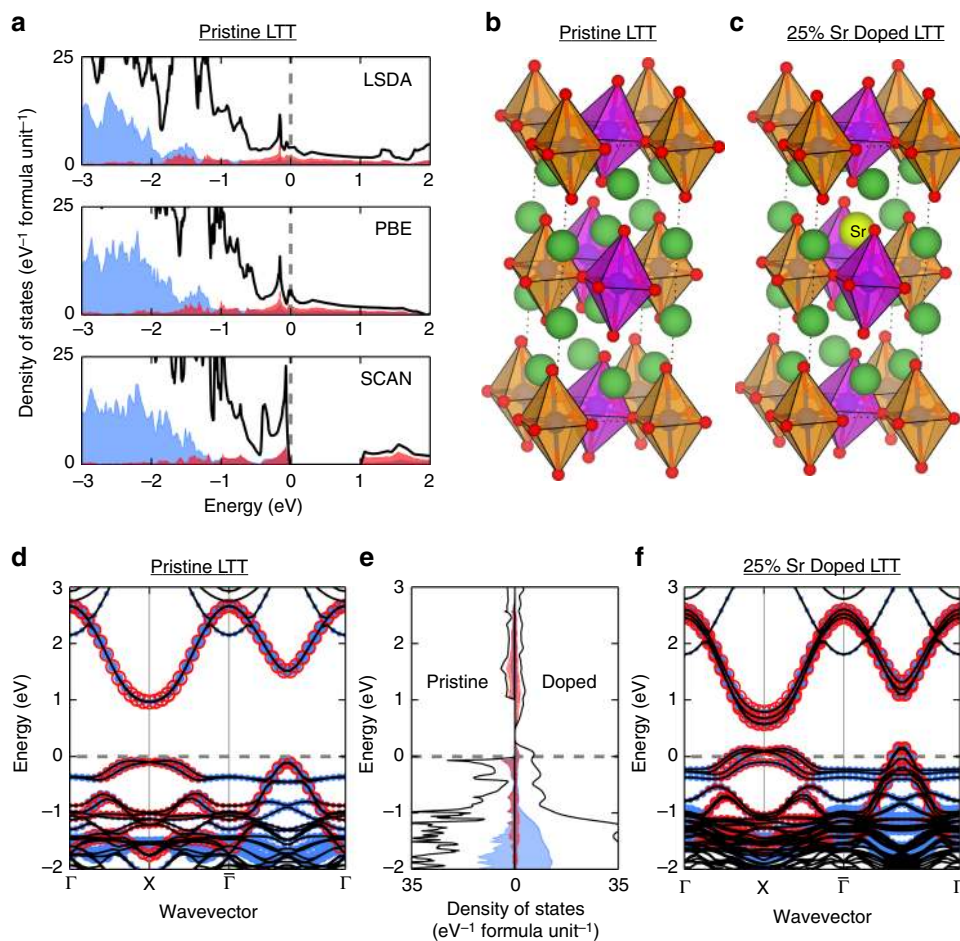 a
Pristine LTT
25
LSDA
0
−3 −2 −1 0 1 2
25
PBE
0
−3 −2 −1 0 1 2
25
SCAN
0
−3 −2 −1 0 1 2
Density of states (eV⁻¹ formula unit⁻¹)
Energy (eV)
b
Pristine LTT
c
25% Sr Doped LTT
Sr
d
Pristine LTT
3
2
1
0
−1
−2
Energy (eV)
Γ X Γ̅ Γ
Wavevector
e
3
2
1
0
−1
−2
Energy (eV)
Pristine Doped
35 0 35
Density of states
(eV⁻¹ formula unit⁻¹)
f
25% Sr Doped LTT
3
2
1
0
−1
−2
Energy (eV)
Γ X Γ̅ Γ
Wavevector